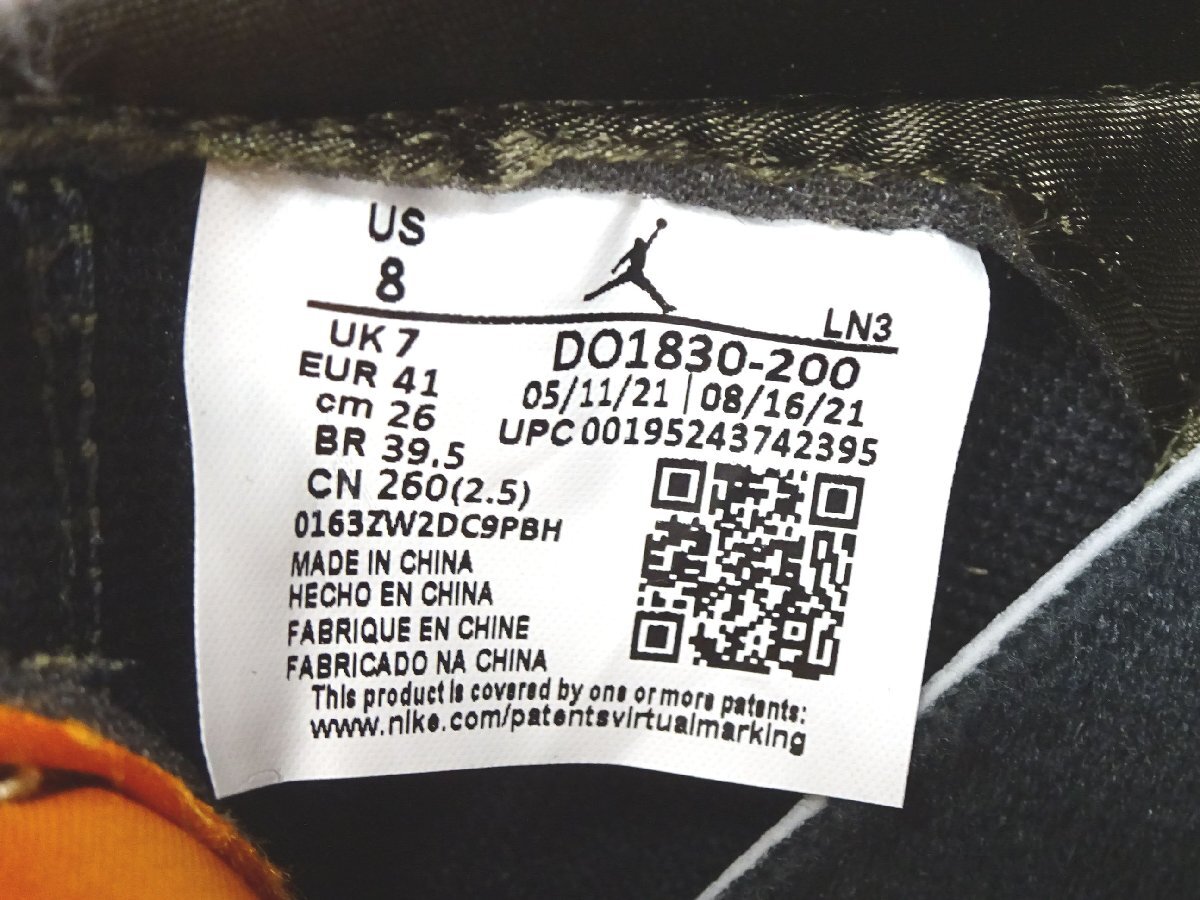 US
8
LN3
UK 7
EUR 41
cm 26
BR 39.5
CN 260(2.5)
DO1830-200
05/11/21 | 08/16/21
UPC 00195243742395
0163ZW2DC9PBH
MADE IN CHINA
HECHO EN CHINA
FABRIQUE EN CHINE
FABRICADO NA CHINA
This product is covered by one or more patents:
www.nike.com/patentsvirtualmarking